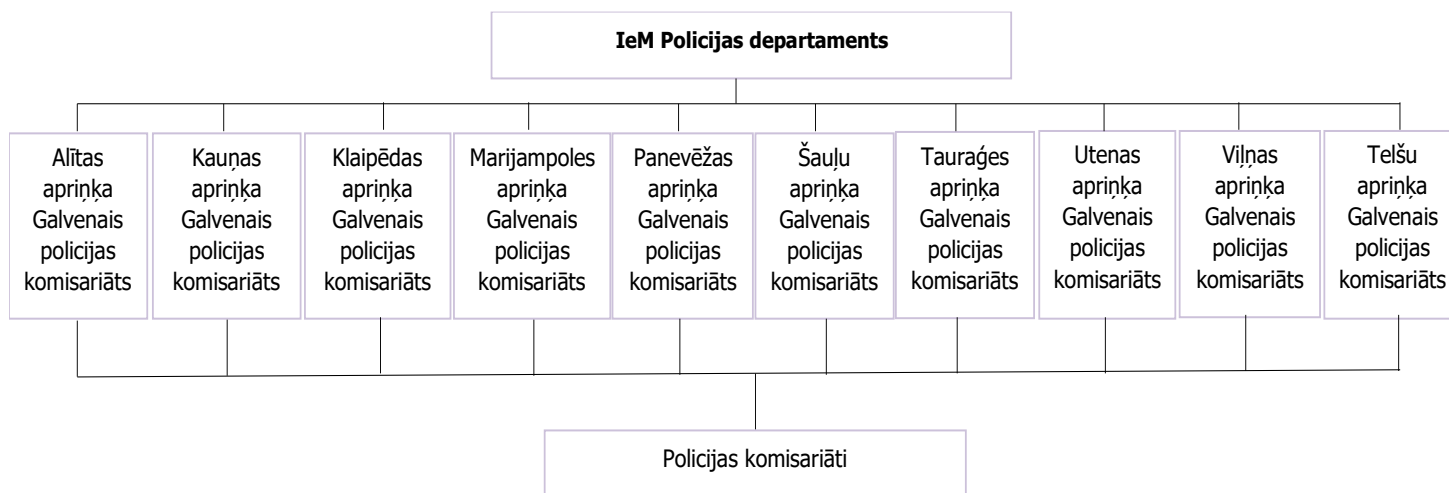 IeM Policijas departaments
Alītas
apriņķa
Galvenais
policijas
komisariāts
Kauņas
apriņķa
Galvenais
policijas
komisariāts
Klaipēdas
apriņķa
Galvenais
policijas
komisariāts
Marijampoles
apriņķa
Galvenais
policijas
komisariāts
Panevēžas
apriņķa
Galvenais
policijas
komisariāts
Šauļu
apriņķa
Galvenais
policijas
komisariāts
Tauraģes
apriņķa
Galvenais
policijas
komisariāts
Utenas
apriņķa
Galvenais
policijas
komisariāts
Viļņas
apriņķa
Galvenais
policijas
komisariāts
Telšu
apriņķa
Galvenais
policijas
komisariāts
Policijas komisariāti